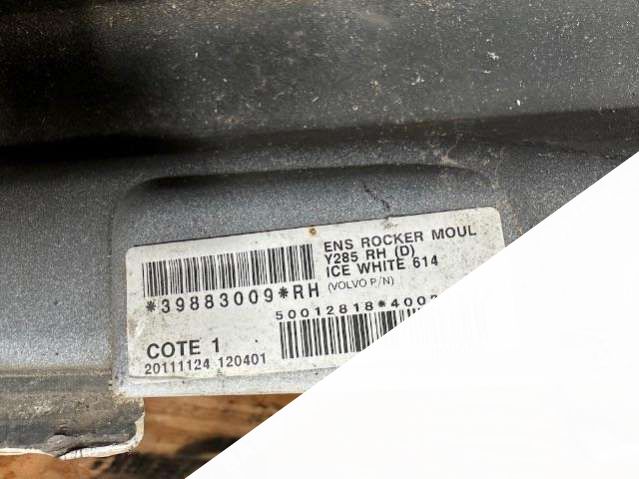 ENS ROCKER MOUL
Y285 RH (D)
ICE WHITE 614
(VOLVO P/N)
*39883009*RH
COTE 1
20111124 120401